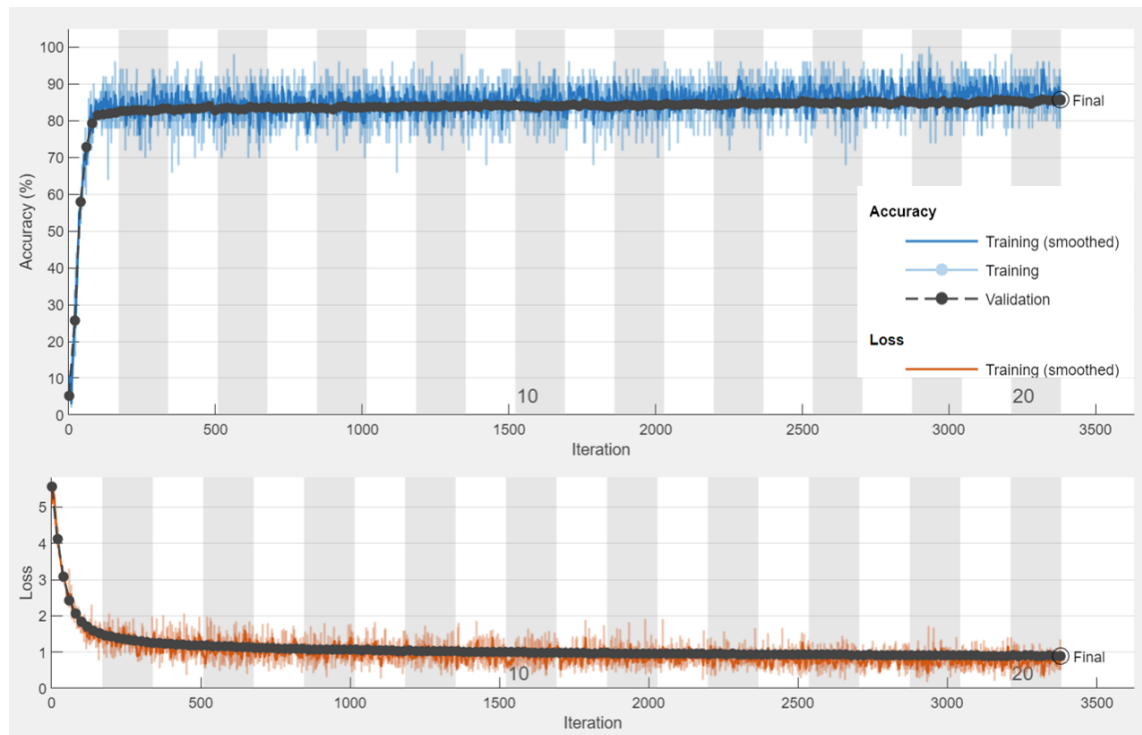 100
90
80
70
60
50
40
30
20
10
0
Accuracy (%)
Final
Accuracy
Training (smoothed)
Training
Validation
Loss
Training (smoothed)
10
20
0 500 1000 1500 2000 2500 3000 3500
Iteration
5
4
3
2
1
0
Loss
Final
10
20
0 500 1000 1500 2000 2500 3000 3500
Iteration